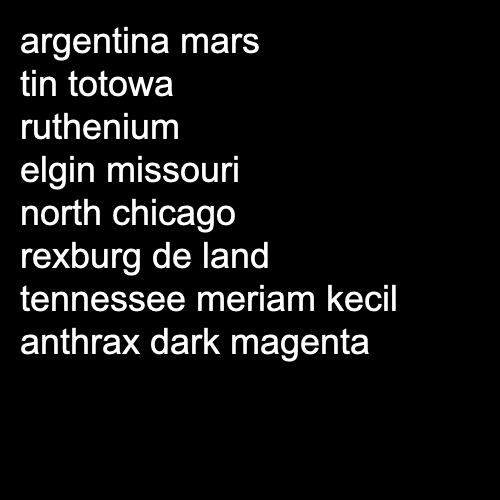 argentina mars
tin totowa
ruthenium
elgin missouri
north chicago
rexburg de land
tennessee meriam kecil
anthrax dark magenta